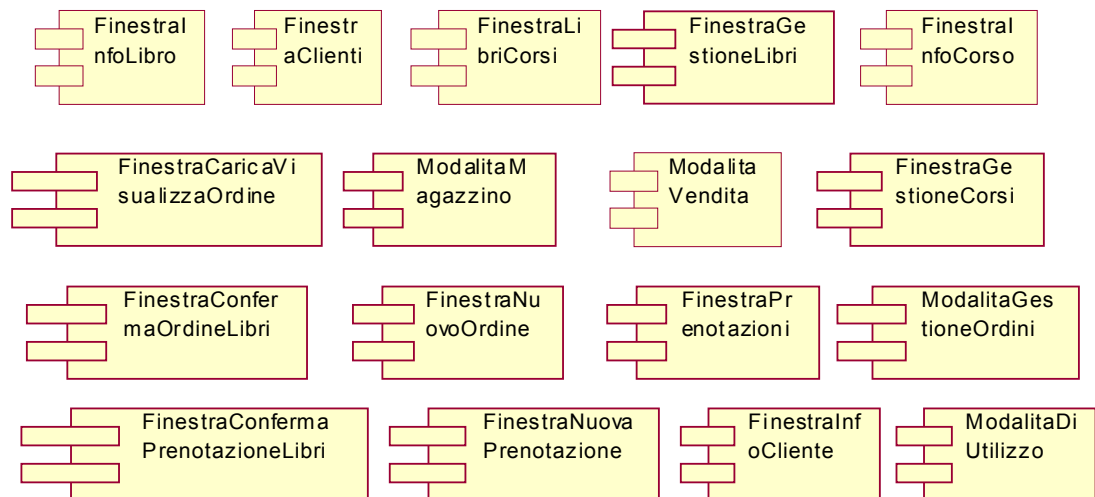 FinestraI
nfoLibro
Finestr
aClienti
FinestraLi
briCorsi
FinestraGe
stioneLibri
FinestraI
nfoCorso
FinestraCaricaVi
sualizzaOrdine
ModalitaM
agazzino
Modalita
Vendita
FinestraGe
stioneCorsi
FinestraConfer
maOrdineLibri
FinestraNu
ovoOrdine
FinestraPr
enotazioni
ModalitaGes
tioneOrdini
FinestraConferma
PrenotazioneLibri
FinestraNuova
Prenotazione
FinestraInf
oCliente
ModalitaDi
Utilizzo